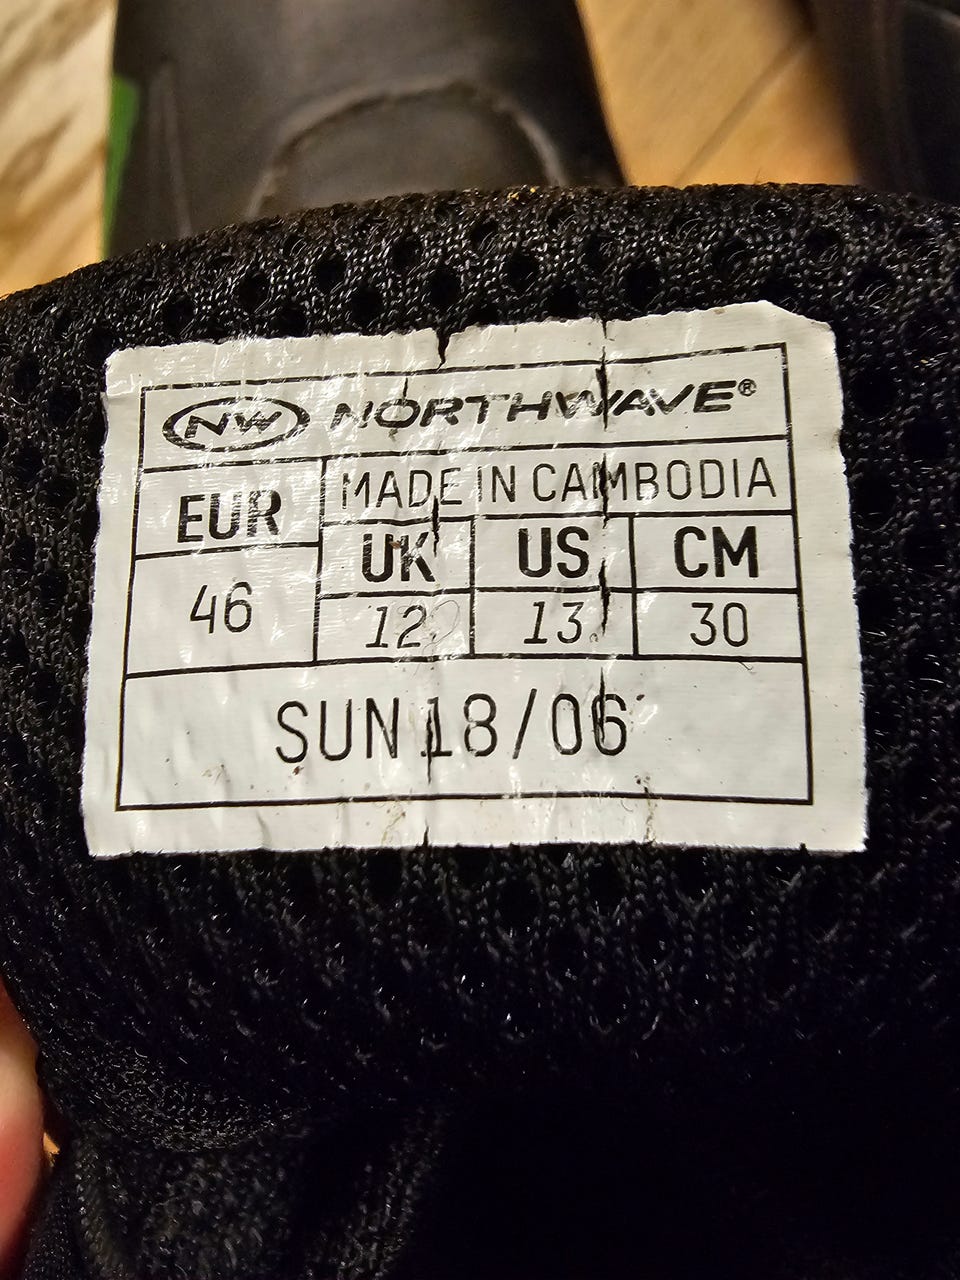 NW NORTHWAVE®
MADE IN CAMBODIA
EUR UK US CM
46 12 13 30
SUN 18/06